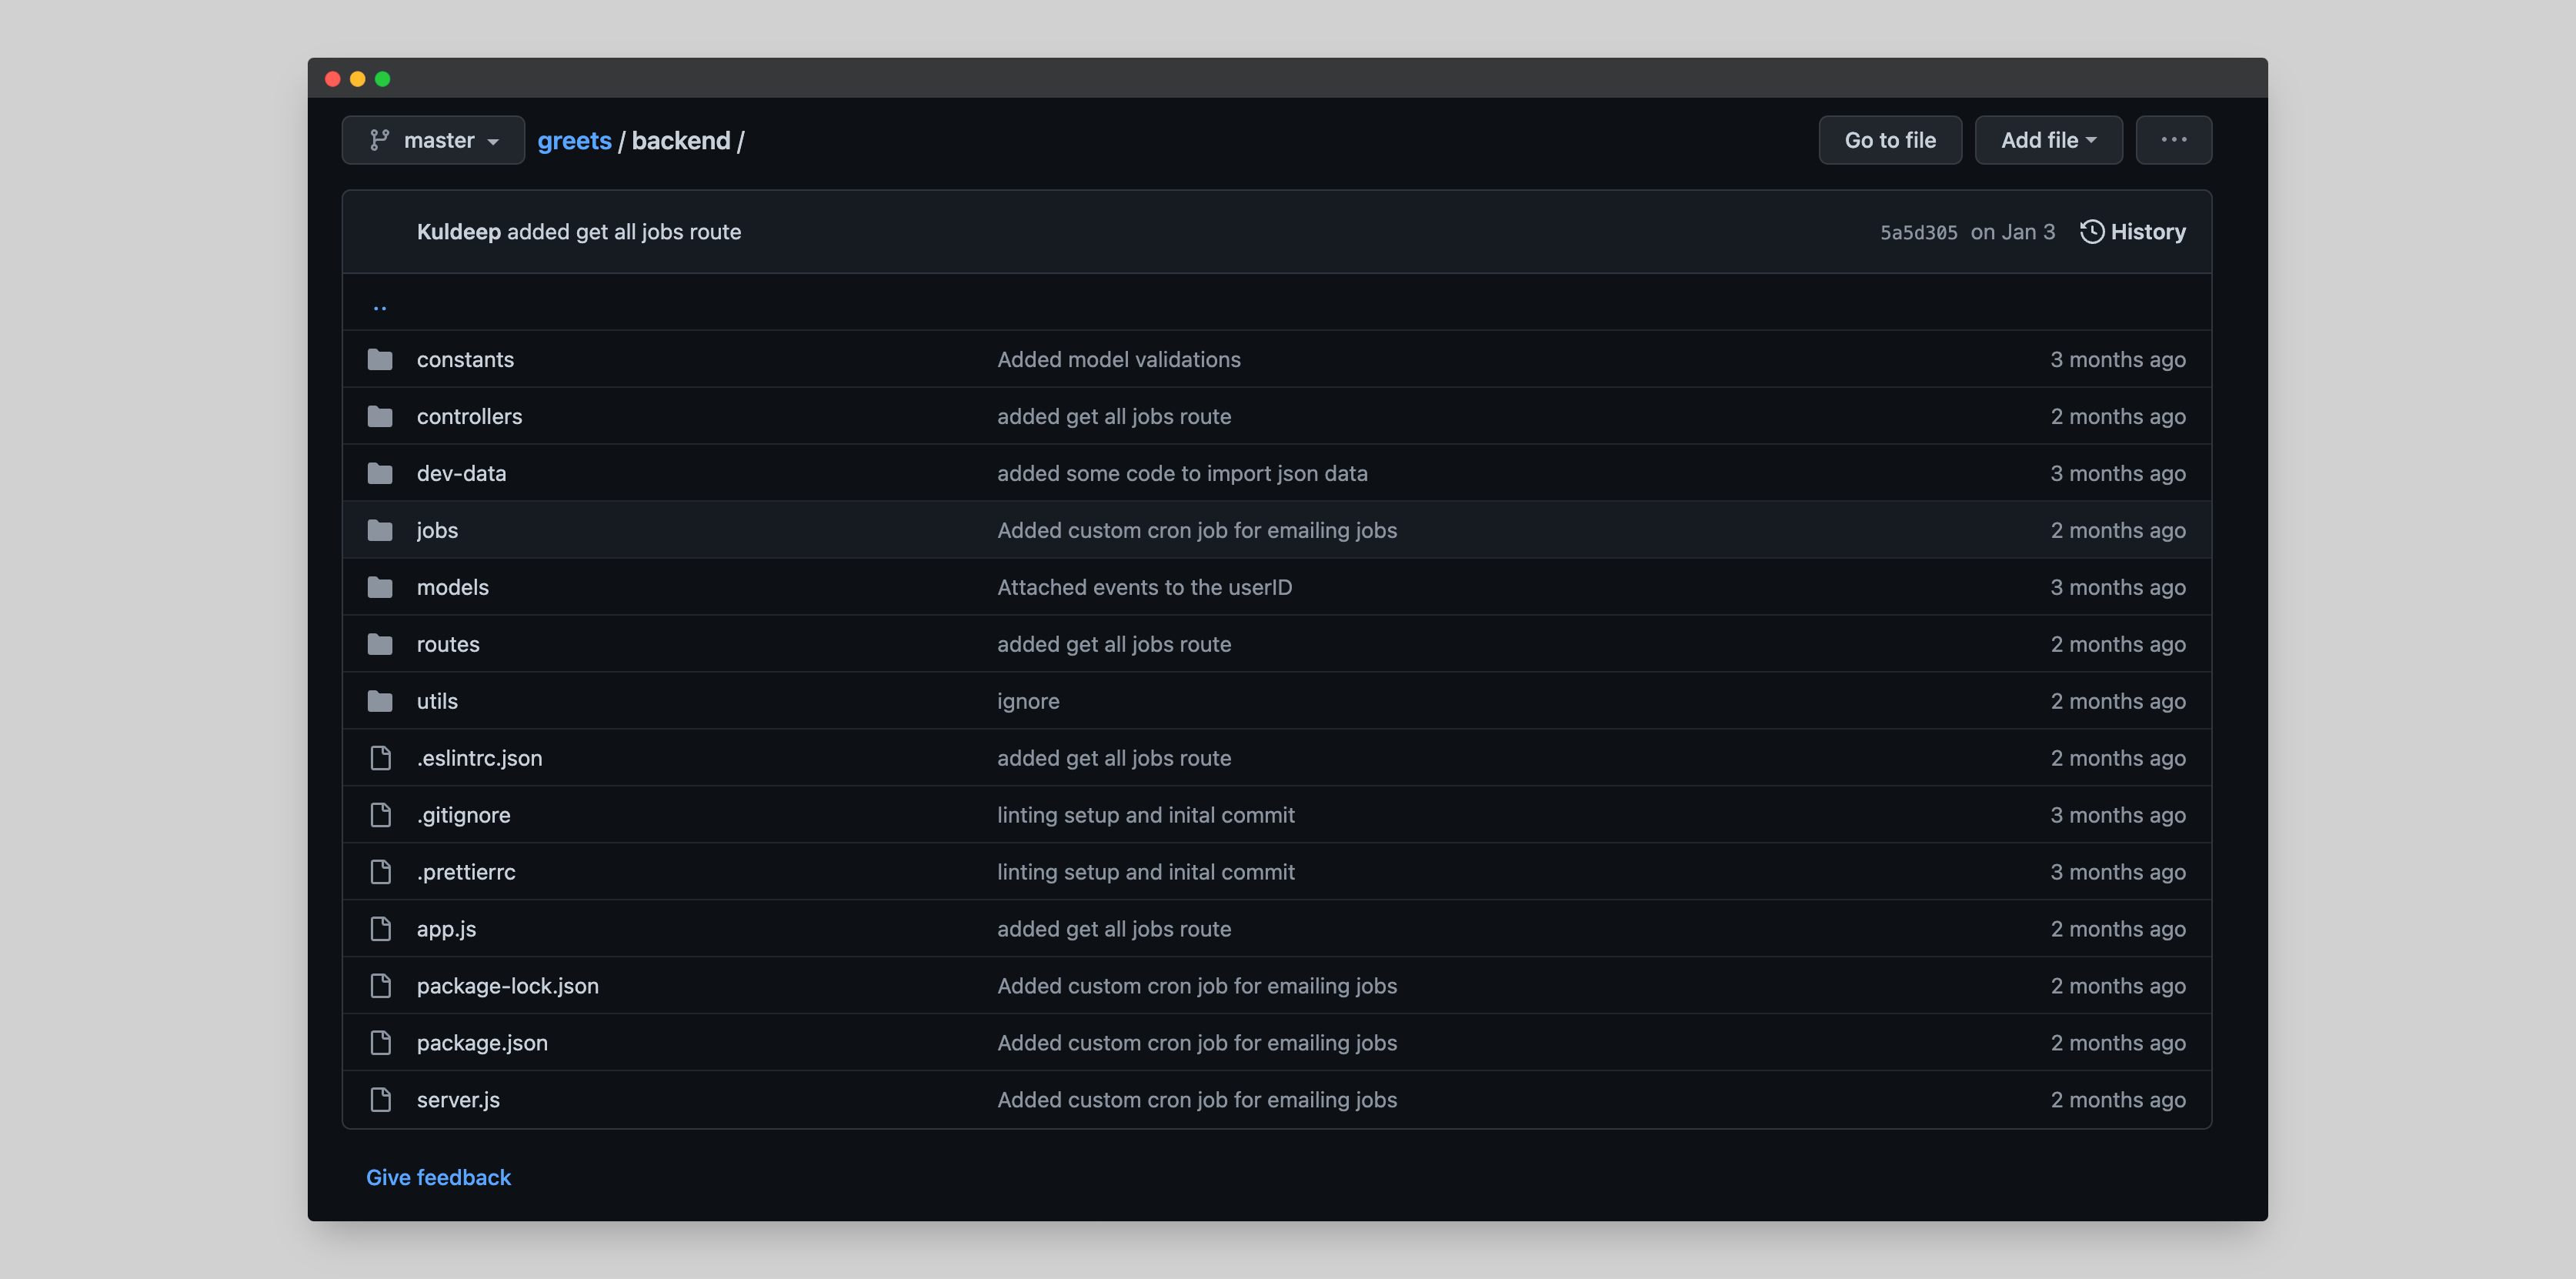 master greets / backend / Go to file Add file ...
Kuldeep added get all jobs route 5a5d305 on Jan 3 History
..
constants Added model validations 3 months ago
controllers added get all jobs route 2 months ago
dev-data added some code to import json data 3 months ago
jobs Added custom cron job for emailing jobs 2 months ago
models Attached events to the userID 3 months ago
routes added get all jobs route 2 months ago
utils ignore 2 months ago
.eslintrc.json added get all jobs route 2 months ago
.gitignore linting setup and inital commit 3 months ago
.prettierrc linting setup and inital commit 3 months ago
app.js added get all jobs route 2 months ago
package-lock.json Added custom cron job for emailing jobs 2 months ago
package.json Added custom cron job for emailing jobs 2 months ago
server.js Added custom cron job for emailing jobs 2 months ago
Give feedback